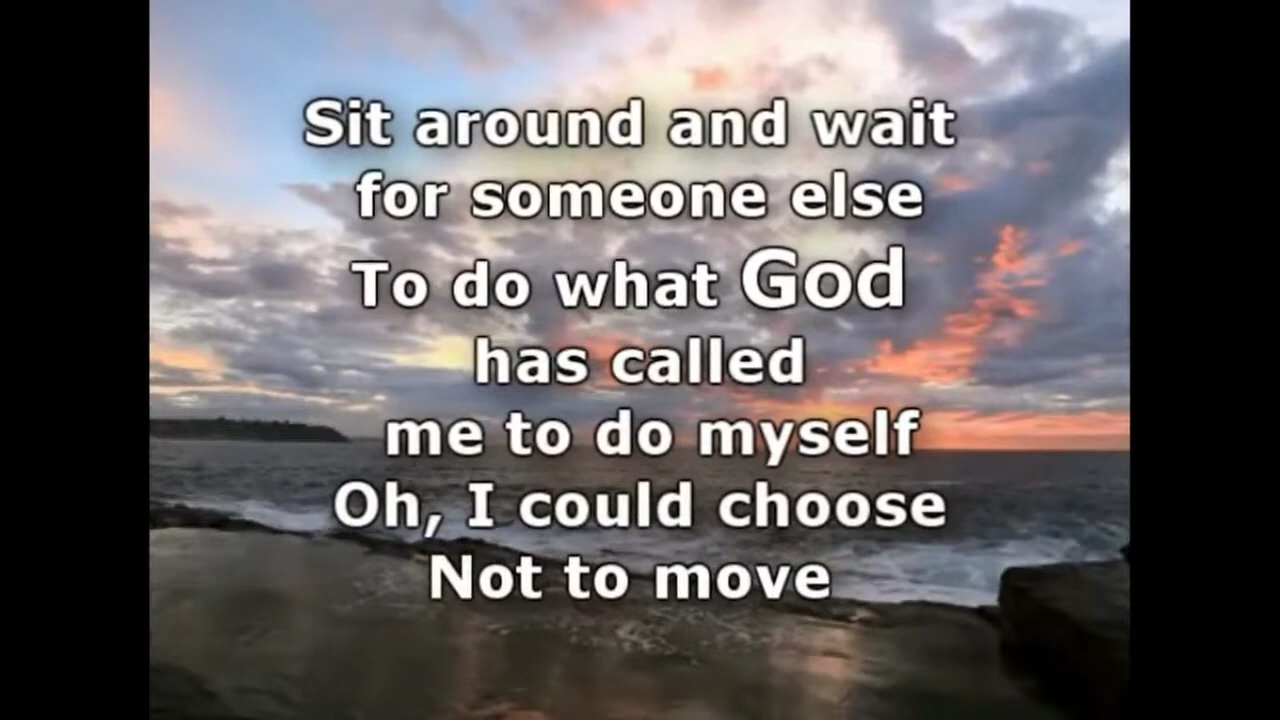 Sit around and wait
for someone else
To do what God
has called
me to do myself
Oh, I could choose
Not to move